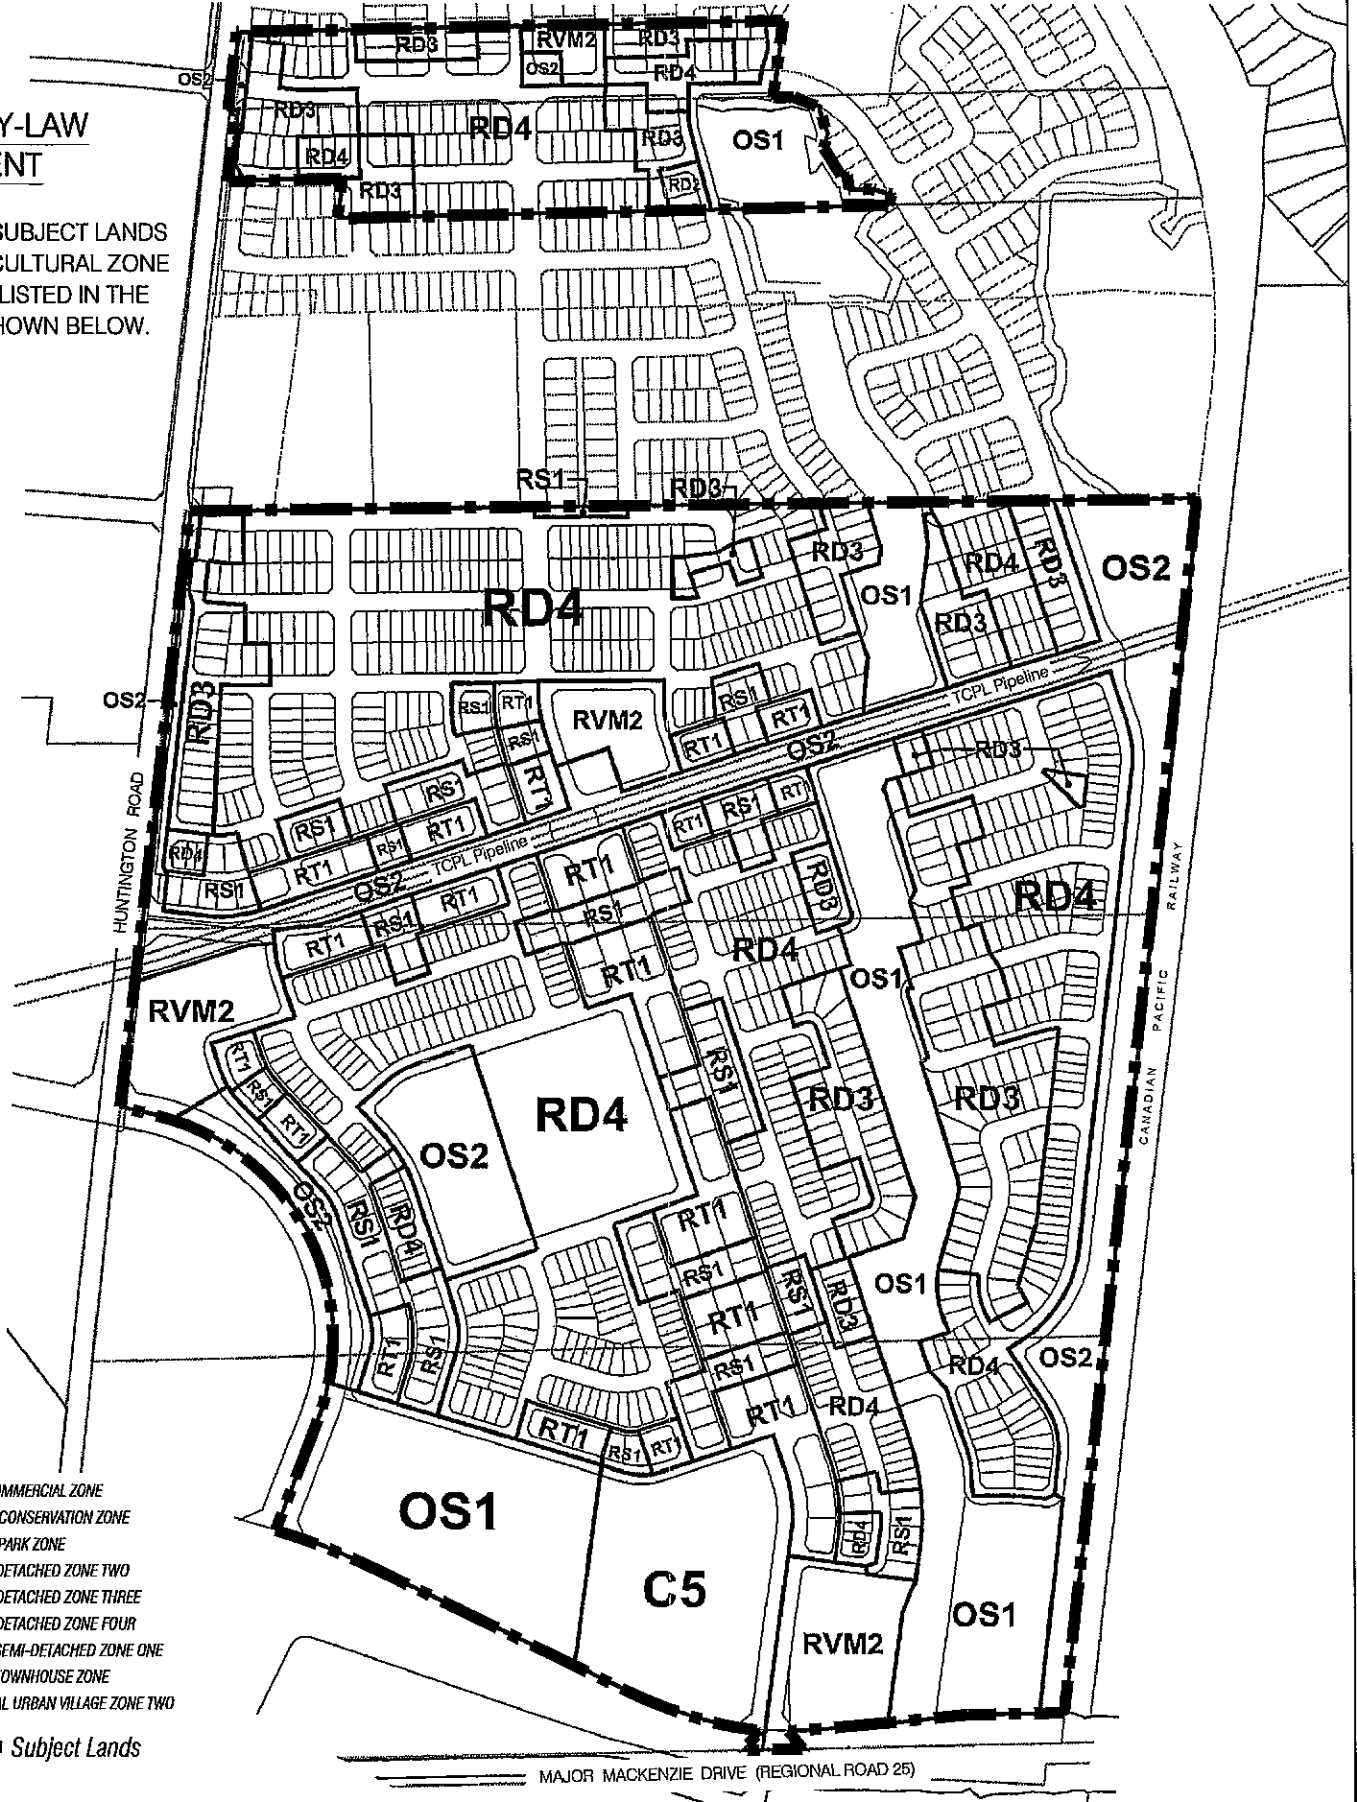 RD3
RVM2
RD3
OS2
OS2
RD4
RD3
Y-LAW
RD4
RD3
OS1
ENT
RD4
RD3
RD2
SUBJECT LANDS
CULTURAL ZONE
LISTED IN THE
HOWN BELOW.
RS1
RD3
RD3
RD4
RD3
OS2
RD4
OS1
RD3
OS2
RD3
RS1
RT1
RVM2
RS1
RT1
TCPL Pipeline
RS1
RT1
OS2
RD3
RT1
RS1
RT1
HUNTINGTON ROAD
RS1
RT1
RS1
RT1
RS1
TCPL Pipeline
RD4
RT1
RS1
OS2
RT1
RT1
RS1
RT1
RS1
RD3
RD4
CANADIAN PACIFIC RAILWAY
RT1
RD4
OS1
RVM2
RT1
RS1
RT1
RS1
RD4
RD3
RD3
OS2
OS2
RS1
RD4
RT1
RS1
RS1
RD3
OS1
RT1
RT1
RS1
RS1
RD4
OS2
RT1
RD4
RT1
RS1
RT1
OMMERCIAL ZONE
CONSERVATION ZONE
PARK ZONE
DETACHED ZONE TWO
DETACHED ZONE THREE
DETACHED ZONE FOUR
SEMI-DETACHED ZONE ONE
TOWNHOUSE ZONE
AL URBAN VILLAGE ZONE TWO
Subject Lands
OS1
RD4
RS1
C5
OS1
RVM2
MAJOR MACKENZIE DRIVE (REGIONAL ROAD 25)